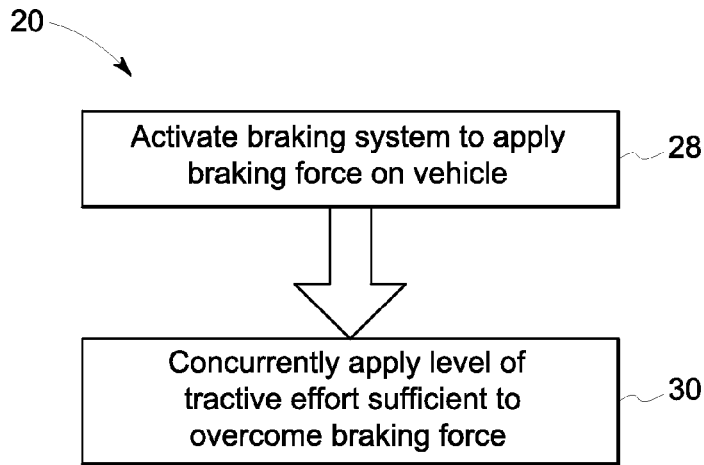 20
Activate braking system to apply
braking force on vehicle
28
Concurrently apply level of
tractive effort sufficient to
overcome braking force
30